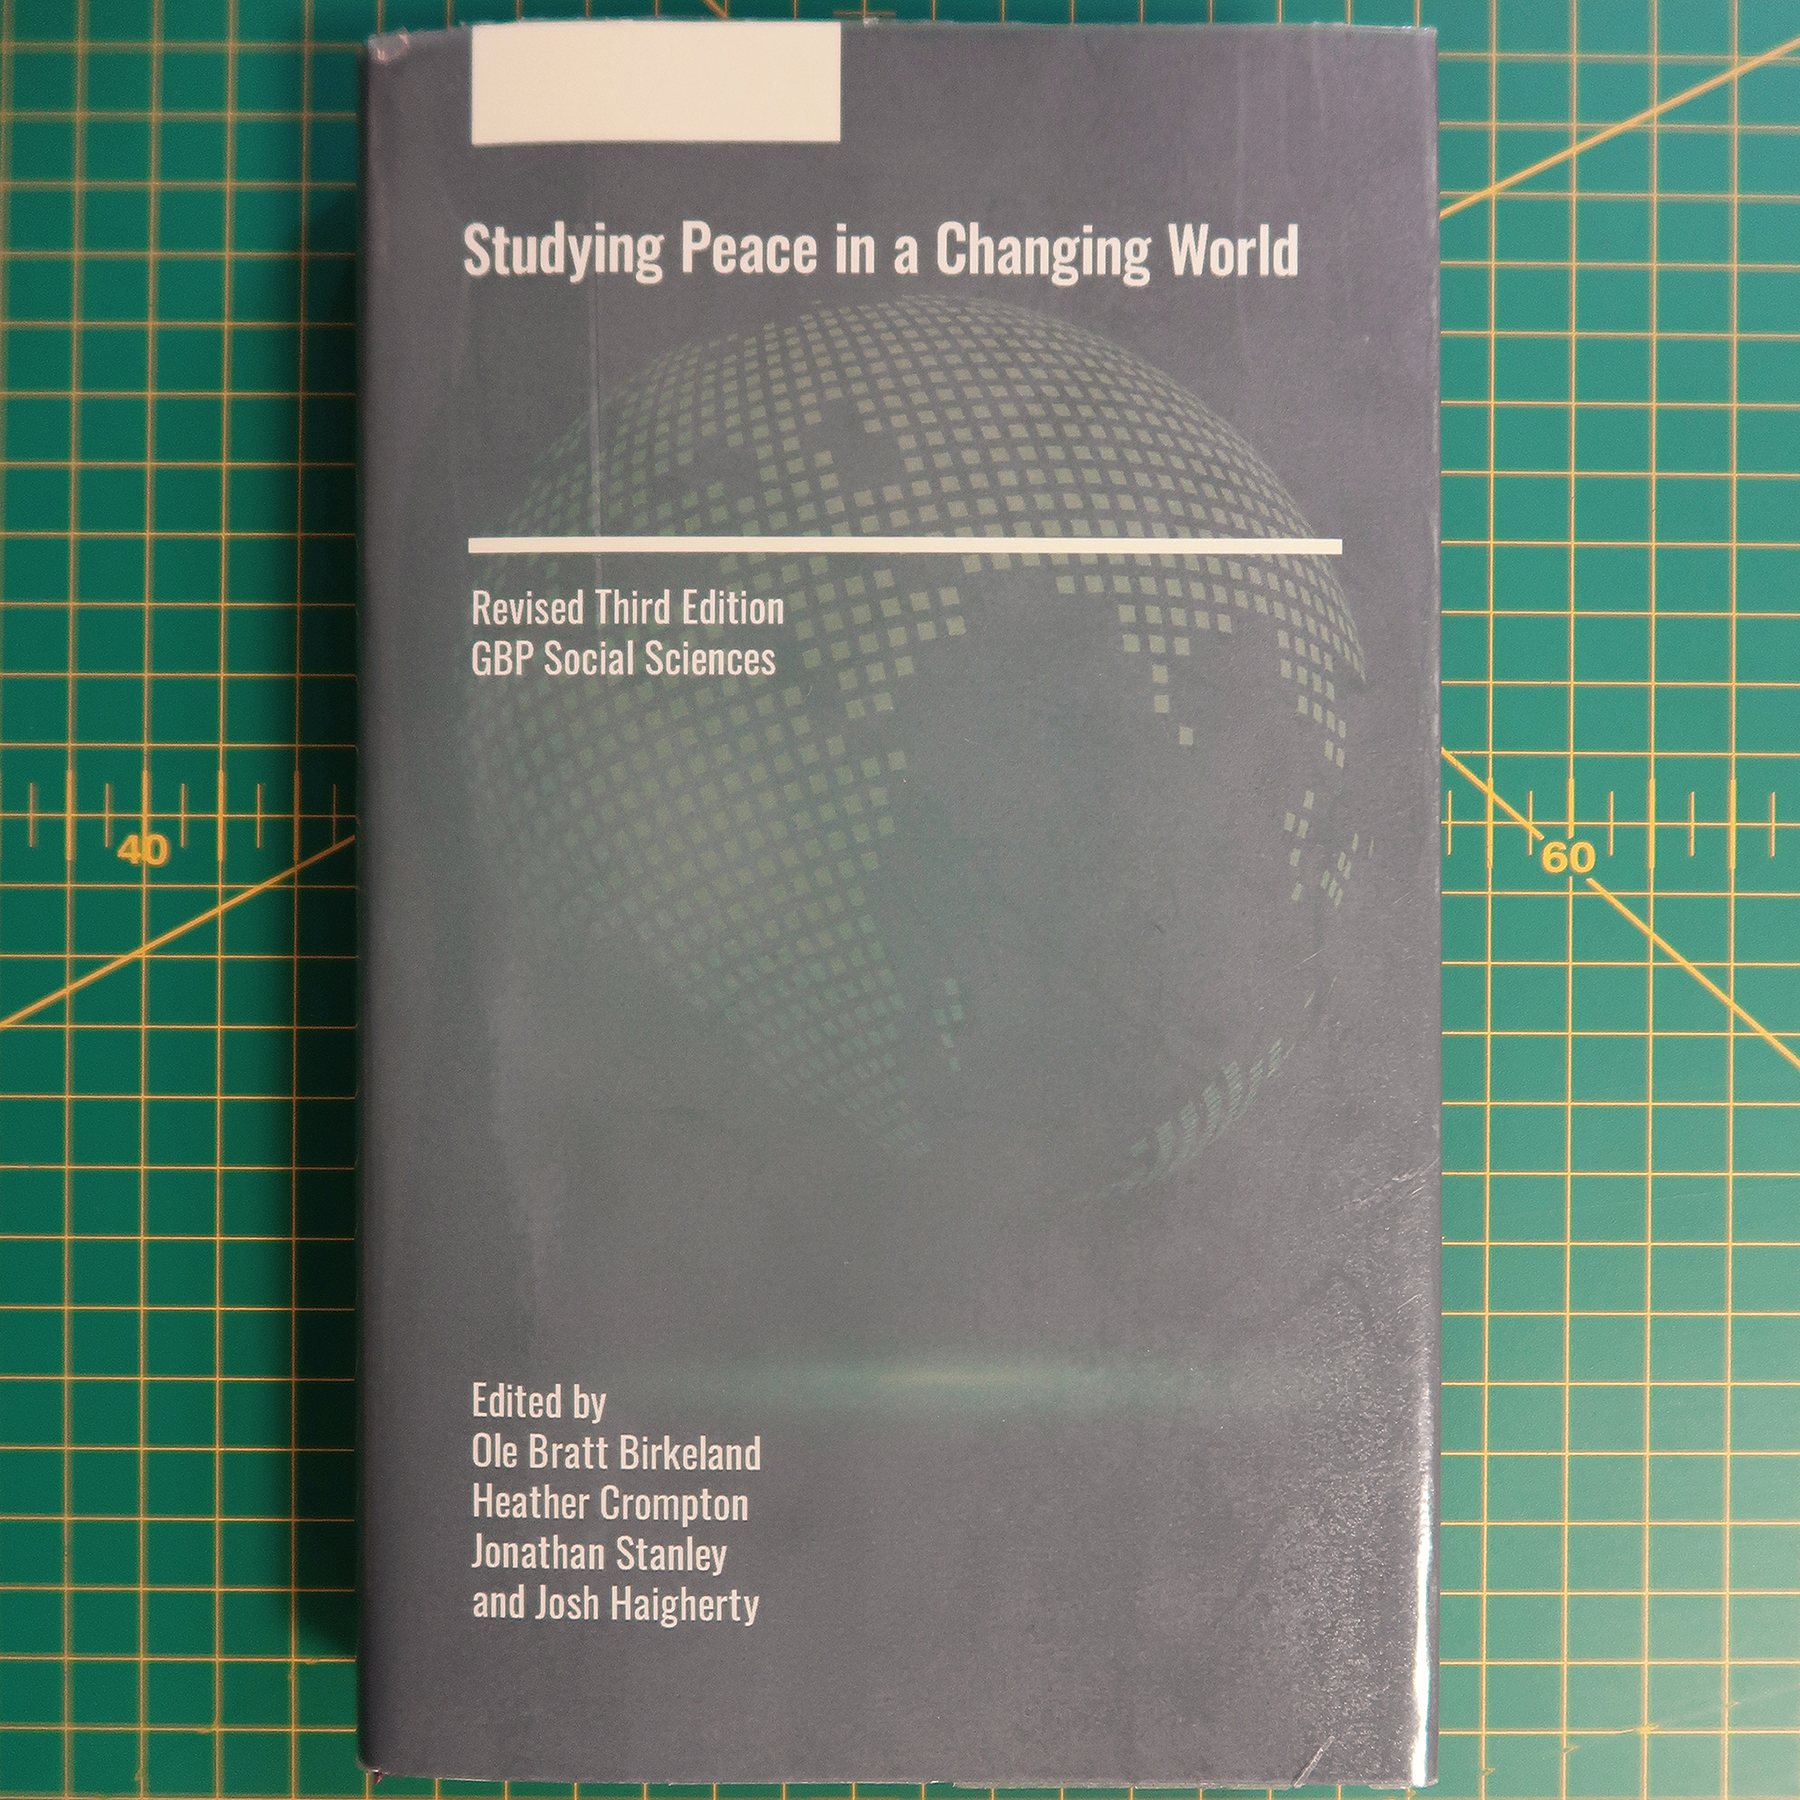 Studying Peace in a Changing World
Revised Third Edition
GBP Social Sciences
40
60
Edited by
Ole Bratt Birkeland
Heather Crompton
Jonathan Stanley
and Josh Haigherty